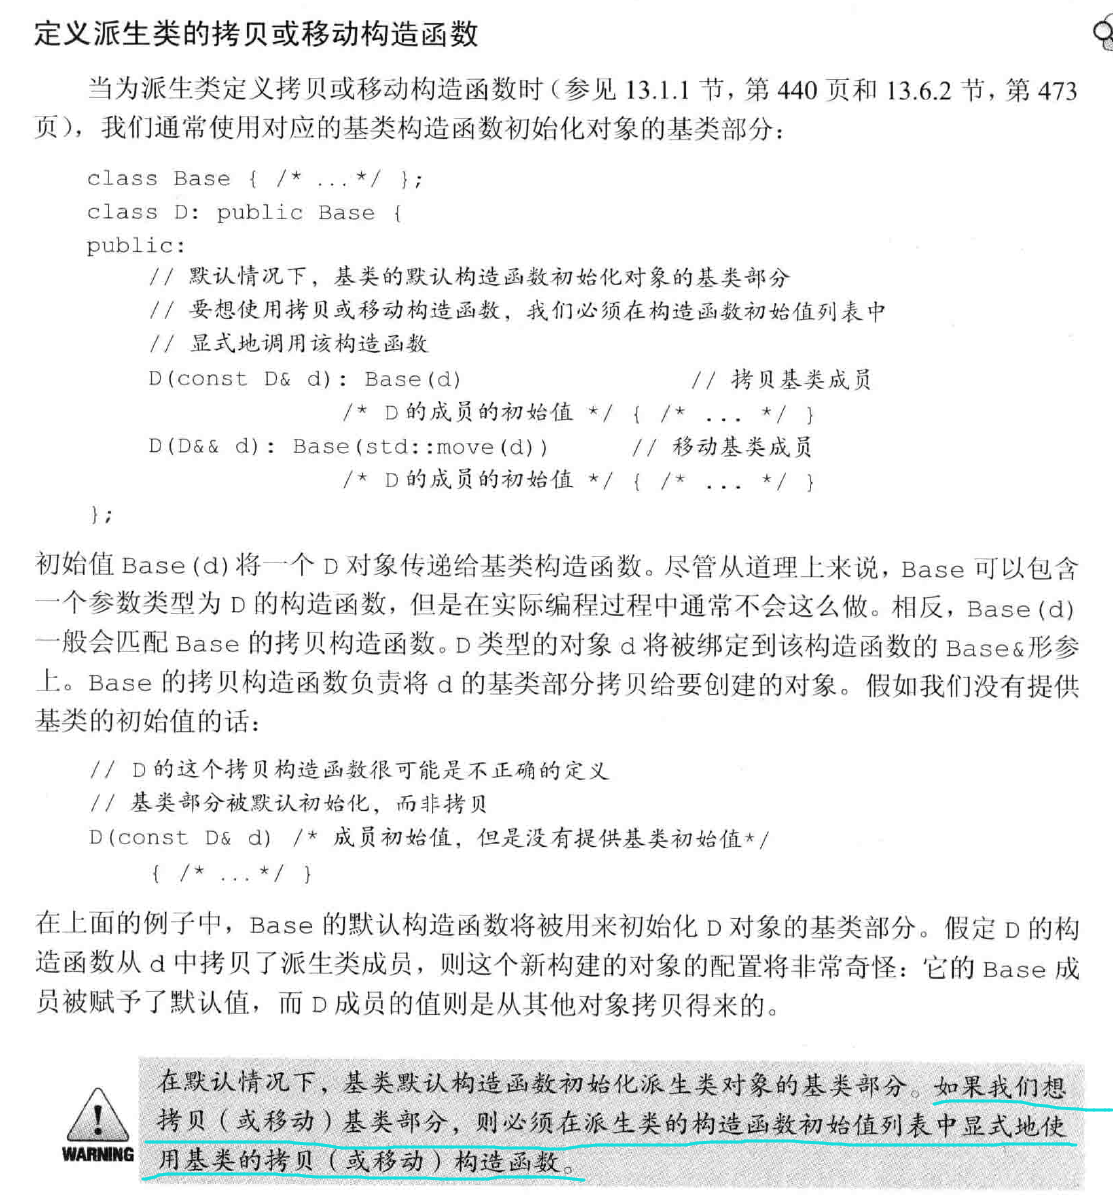 定义派生类的拷贝或移动构造函数
当为派生类定义拷贝或移动构造函数时（参见 13.1.1 节，第 440 页和 13.6.2 节，第 473
页），我们通常使用对应的基类构造函数初始化对象的基类部分：
class Base { /* ...*/ };
class D: public Base {
public:
// 默认情况下，基类的默认构造函数初始化对象的基类部分
// 要想使用拷贝或移动构造函数，我们必须在构造函数初始值列表中
// 显式地调用该构造函数
D(const D& d): Base(d) // 拷贝基类成员
/* D的成员的初始值 */ { /* ... */ }
D(D&& d): Base(std::move(d)) // 移动基类成员
/* D的成员的初始值 */ { /* ... */ }
};
初始值 Base(d)将一个 D 对象传递给基类构造函数。尽管从道理上来说，Base 可以包含
一个参数类型为 D 的构造函数，但是在实际编程过程中通常不会这么做。相反，Base(d)
一般会匹配 Base 的拷贝构造函数。D 类型的对象 d 将被绑定到该构造函数的 Base&形参
上。Base 的拷贝构造函数负责将 d 的基类部分拷贝给要创建的对象。假如我们没有提供
基类的初始值的话：
// D的这个拷贝构造函数很可能是不正确的定义
// 基类部分被默认初始化，而非拷贝
D(const D& d) /* 成员初始值，但是没有提供基类初始值*/
{ /* ...*/ }
在上面的例子中，Base 的默认构造函数将被用来初始化 D 对象的基类部分。假定 D 的构
造函数从 d 中拷贝了派生类成员，则这个新构建的对象的配置将非常奇怪：它的 Base 成
员被赋予了默认值，而 D 成员的值则是从其他对象拷贝得来的。
在默认情况下，基类默认构造函数初始化派生类对象的基类部分。如果我们想
拷贝（或移动）基类部分，则必须在派生类的构造函数初始值列表中显式地使
用基类的拷贝（或移动）构造函数。
WARNING